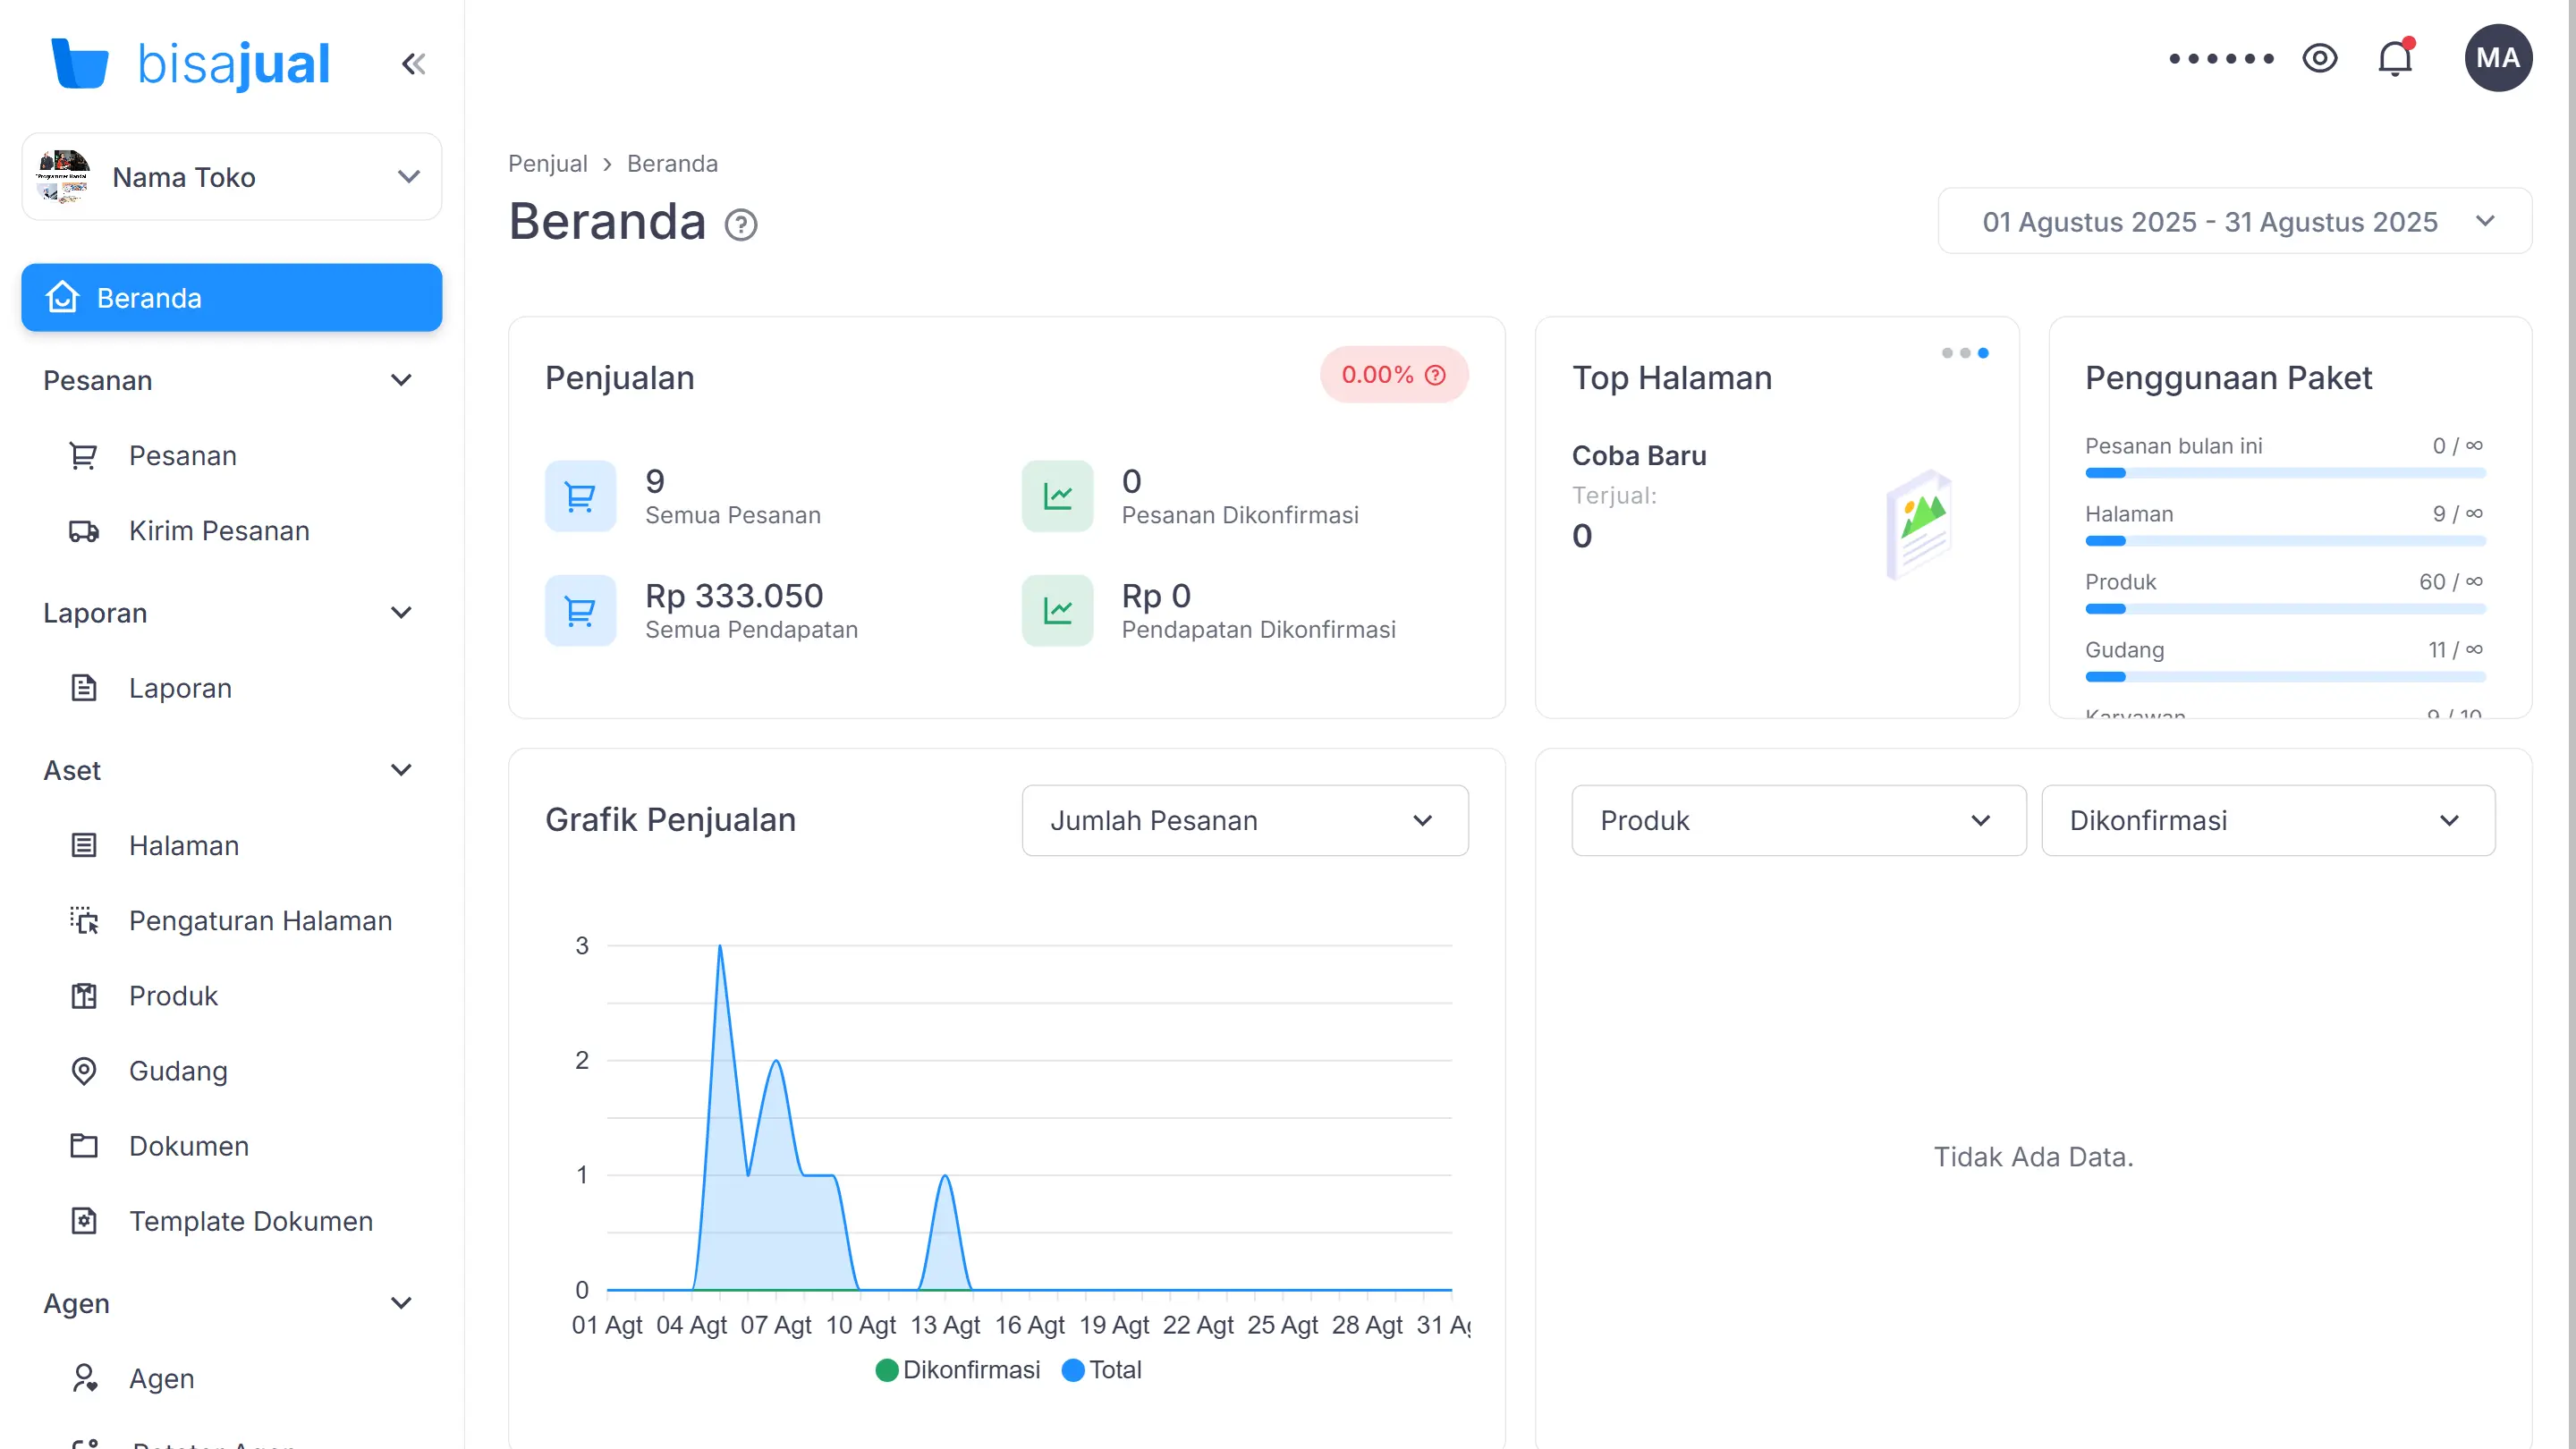 bisajual
Nama Toko
Beranda
Pesanan
Pesanan
Kirim Pesanan
Laporan
Laporan
Aset
Halaman
Pengaturan Halaman
Produk
Gudang
Dokumen
Template Dokumen
Agen
Agen
MA
Penjual › Beranda
Beranda
01 Agustus 2025 - 31 Agustus 2025
Penjualan
0.00%
9
Semua Pesanan
0
Pesanan Dikonfirmasi
Rp 333.050
Semua Pendapatan
Rp 0
Pendapatan Dikonfirmasi
Top Halaman
Coba Baru
Terjual:
0
Penggunaan Paket
Pesanan bulan ini 0 / ∞
Halaman 9 / ∞
Produk 60 / ∞
Gudang 11 / ∞
Karyawan 9 / 10
Grafik Penjualan
Jumlah Pesanan
3
2
1
0
01 Agt 04 Agt 07 Agt 10 Agt 13 Agt 16 Agt 19 Agt 22 Agt 25 Agt 28 Agt 31 Ag
Dikonfirmasi Total
Produk
Dikonfirmasi
Tidak Ada Data.